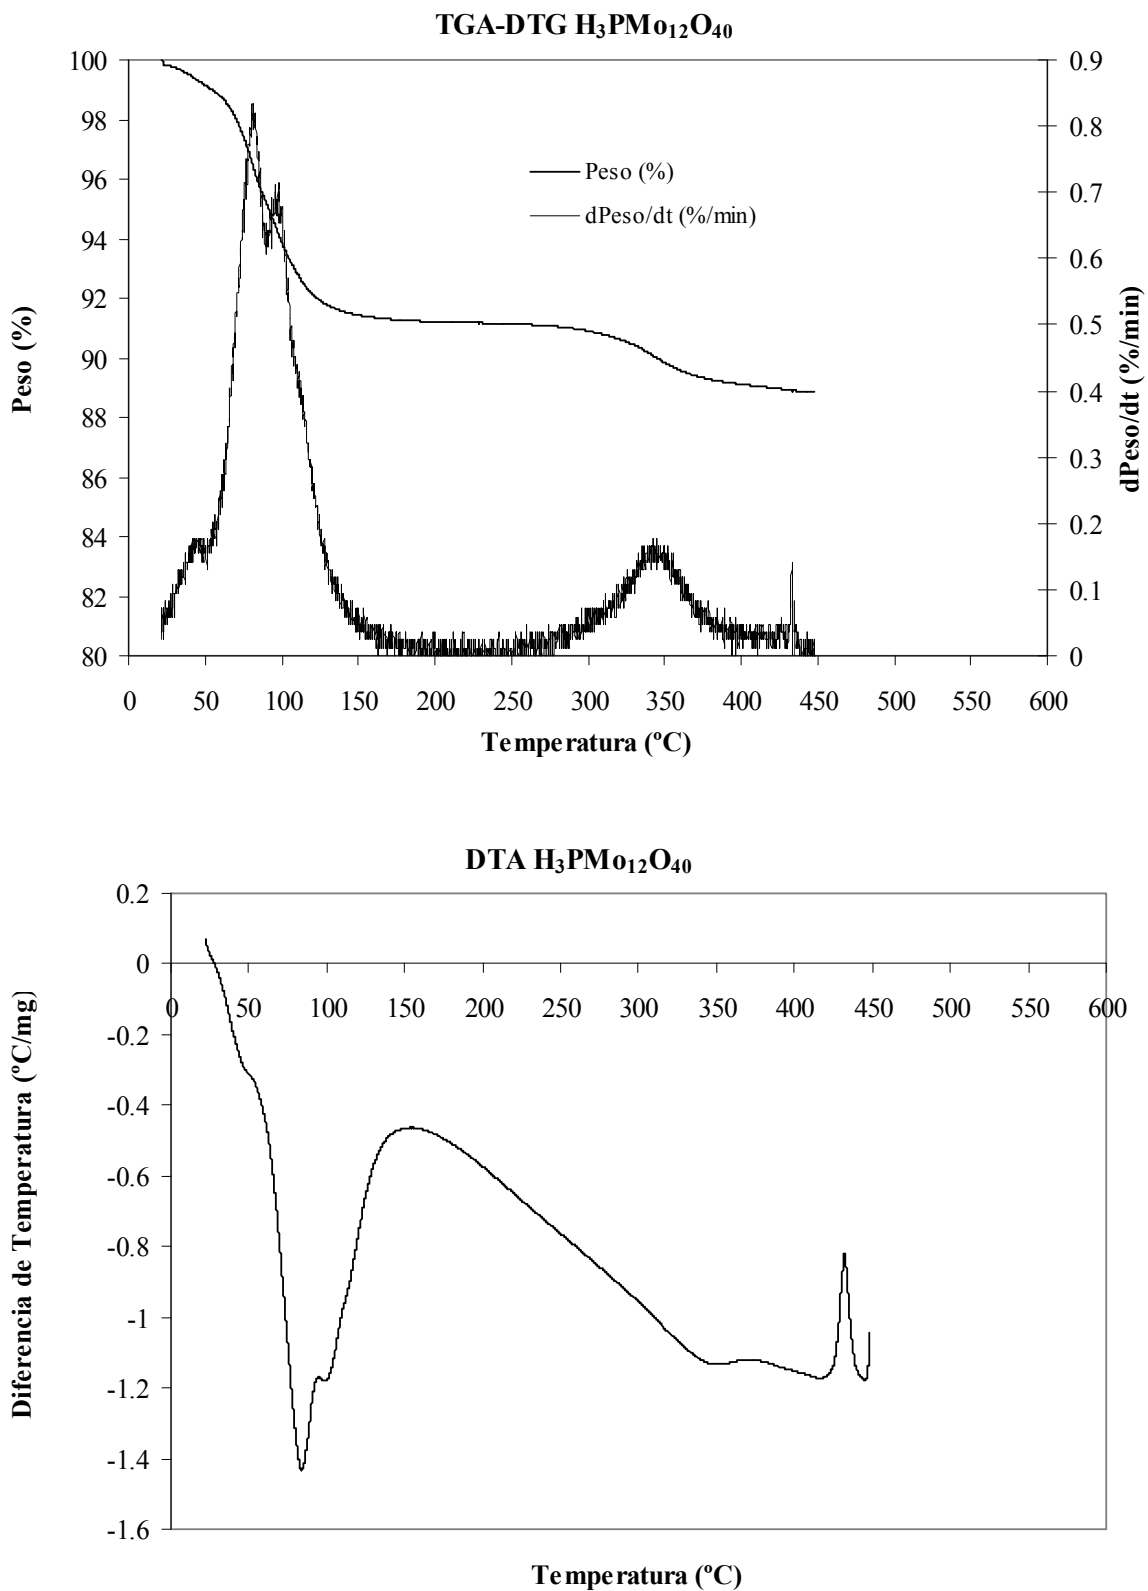 TGA-DTG H₃PMo₁₂O₄₀
100
98
96
94
92
90
88
86
84
82
80
Peso (%)
0.9
0.8
0.7
0.6
0.5
0.4
0.3
0.2
0.1
0
dPeso/dt (%/min)
Peso (%)
dPeso/dt (%/min)
0 50 100 150 200 250 300 350 400 450 500 550 600
Temperatura (ºC)
DTA H₃PMo₁₂O₄₀
0.2
0
-0.2
-0.4
-0.6
-0.8
-1
-1.2
-1.4
-1.6
Diferencia de Temperatura (ºC/mg)
0 50 100 150 200 250 300 350 400 450 500 550 600
Temperatura (ºC)